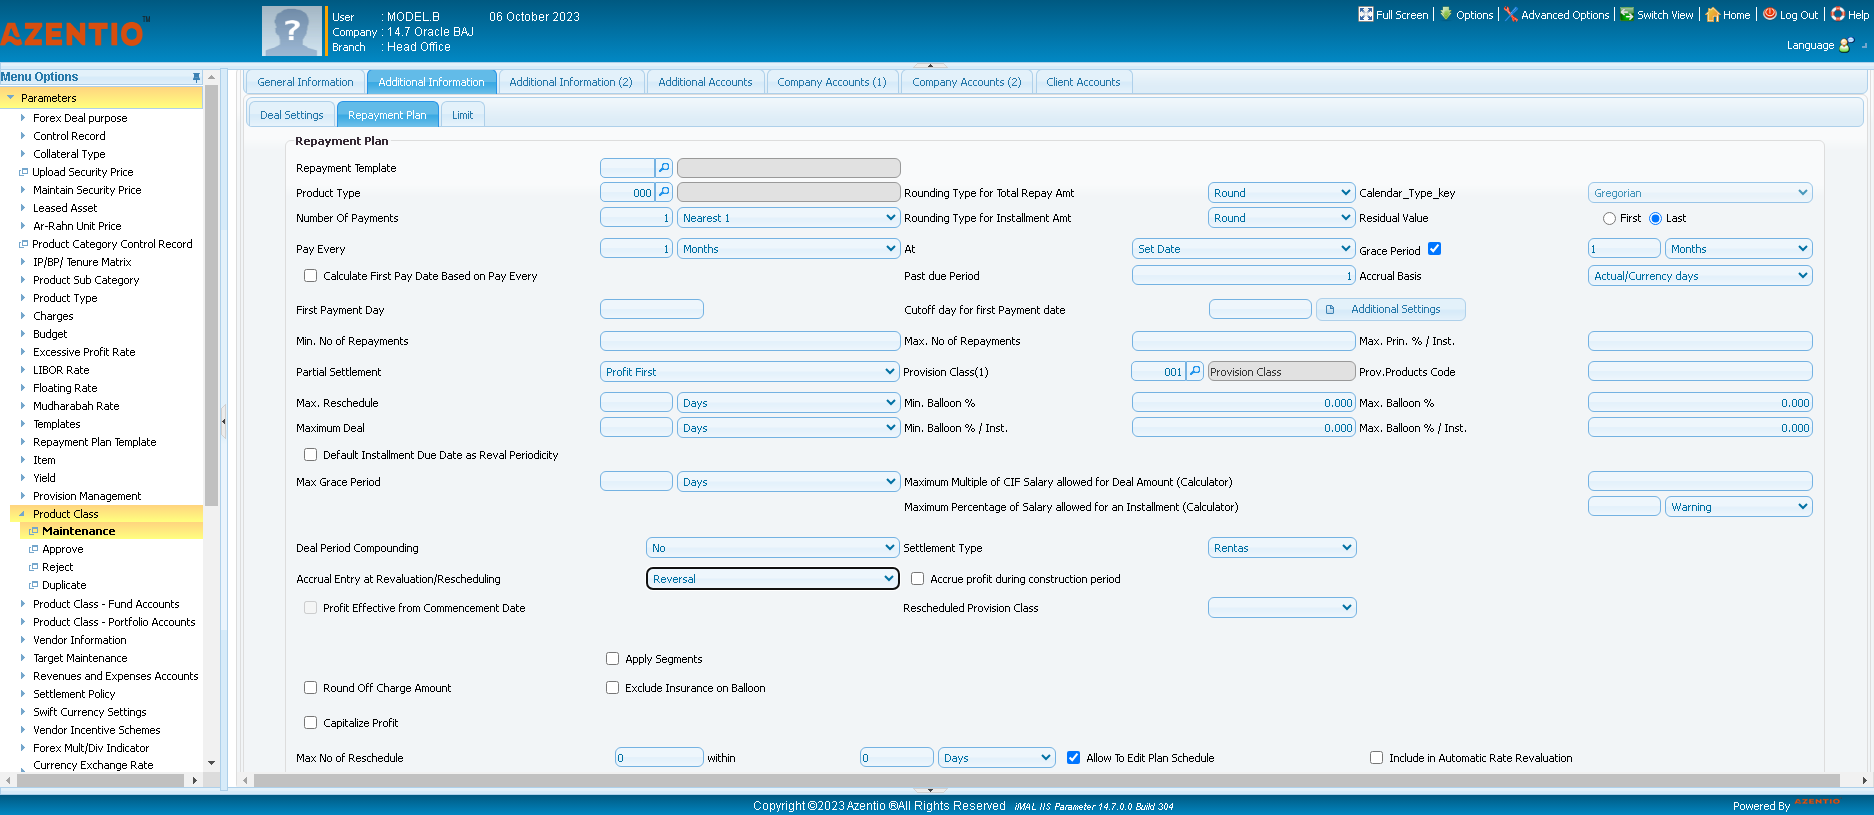 AZENTIO™
User : MODEL.B 06 October 2023
Company : 14.7 Oracle BAJ
Branch : Head Office
Full Screen Options Advanced Options Switch View Home Log Out Help
Language
Menu Options
Parameters
Forex Deal purpose
Control Record
Collateral Type
Upload Security Price
Maintain Security Price
Leased Asset
Ar-Rahn Unit Price
Product Category Control Record
IP/BP/ Tenure Matrix
Product Sub Category
Product Type
Charges
Budget
Excessive Profit Rate
LIBOR Rate
Floating Rate
Mudharabah Rate
Templates
Repayment Plan Template
Item
Yield
Provision Management
Product Class
Maintenance
Approve
Reject
Duplicate
Product Class - Fund Accounts
Product Class - Portfolio Accounts
Vendor Information
Target Maintenance
Revenues and Expenses Accounts
Settlement Policy
Swift Currency Settings
Vendor Incentive Schemes
Forex Mult/Div Indicator
Currency Exchange Rate
General Information Additional Information Additional Information (2) Additional Accounts Company Accounts (1) Company Accounts (2) Client Accounts
Deal Settings Repayment Plan Limit
Repayment Plan
Repayment Template
Product Type 000 Rounding Type for Total Repay Amt Round Calendar_Type_key Gregorian
Number Of Payments 1 Nearest 1 Rounding Type for Installment Amt Round Residual Value First Last
Pay Every 1 Months At Set Date Grace Period 1 Months
Calculate First Pay Date Based on Pay Every Past due Period 1 Accrual Basis Actual/Currency days
First Payment Day Cutoff day for first Payment date Additional Settings
Min. No of Repayments Max. No of Repayments Max. Prin. % / Inst.
Partial Settlement Profit First Provision Class(1) 001 Provision Class Prov.Products Code
Max. Reschedule Days Min. Balloon % 0.000 Max. Balloon % 0.000
Maximum Deal Days Min. Balloon % / Inst. 0.000 Max. Balloon % / Inst. 0.000
Default Installment Due Date as Reval Periodicity
Max Grace Period Days Maximum Multiple of CIF Salary allowed for Deal Amount (Calculator)
Maximum Percentage of Salary allowed for an Installment (Calculator) Warning
Deal Period Compounding No Settlement Type Rentas
Accrual Entry at Revaluation/Rescheduling Reversal Accrue profit during construction period
Profit Effective from Commencement Date Rescheduled Provision Class
Apply Segments
Round Off Charge Amount Exclude Insurance on Balloon
Capitalize Profit
Max No of Reschedule 0 within 0 Days Allow To Edit Plan Schedule Include in Automatic Rate Revaluation
Copyright ©2023 Azentio ®All Rights Reserved iMAL IIS Parameter 14.7.0.0 Build 304
Powered By AZENTIO